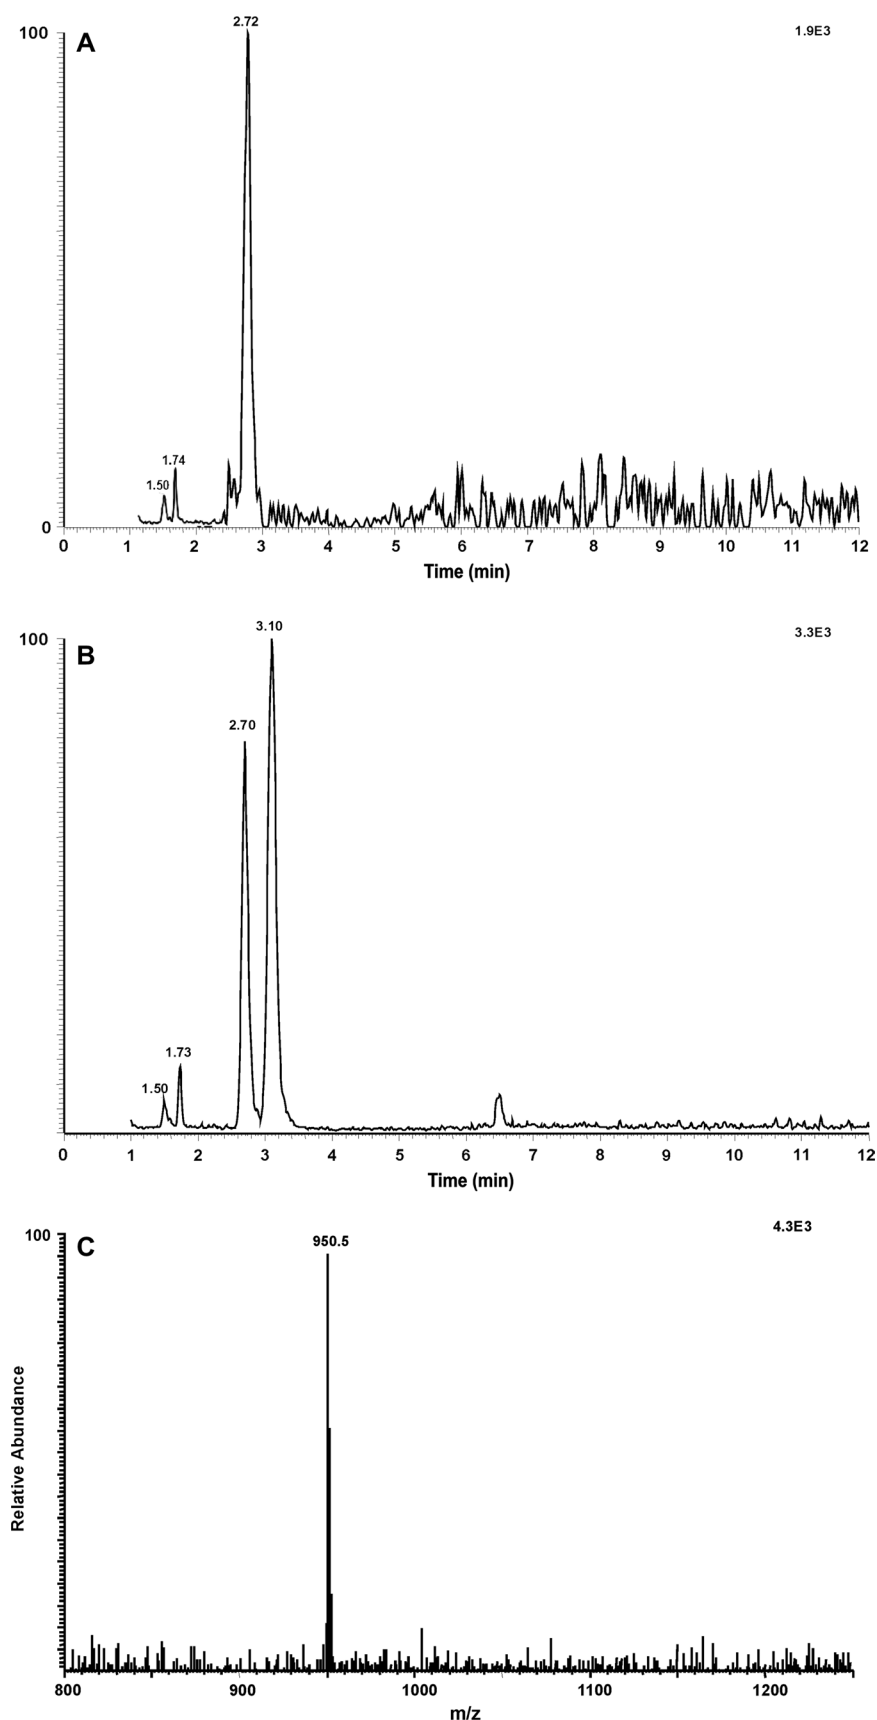 2.72
100
A
1.9E3
1.74
1.50
0
0 1 2 3 4 5 6 7 8 9 10 11 12
Time (min)
3.10
100
B
3.3E3
2.70
1.73
1.50
0 1 2 3 4 5 6 7 8 9 10 11 12
Time (min)
100
C
4.3E3
950.5
Relative Abundance
800 900 1000 1100 1200
m/z